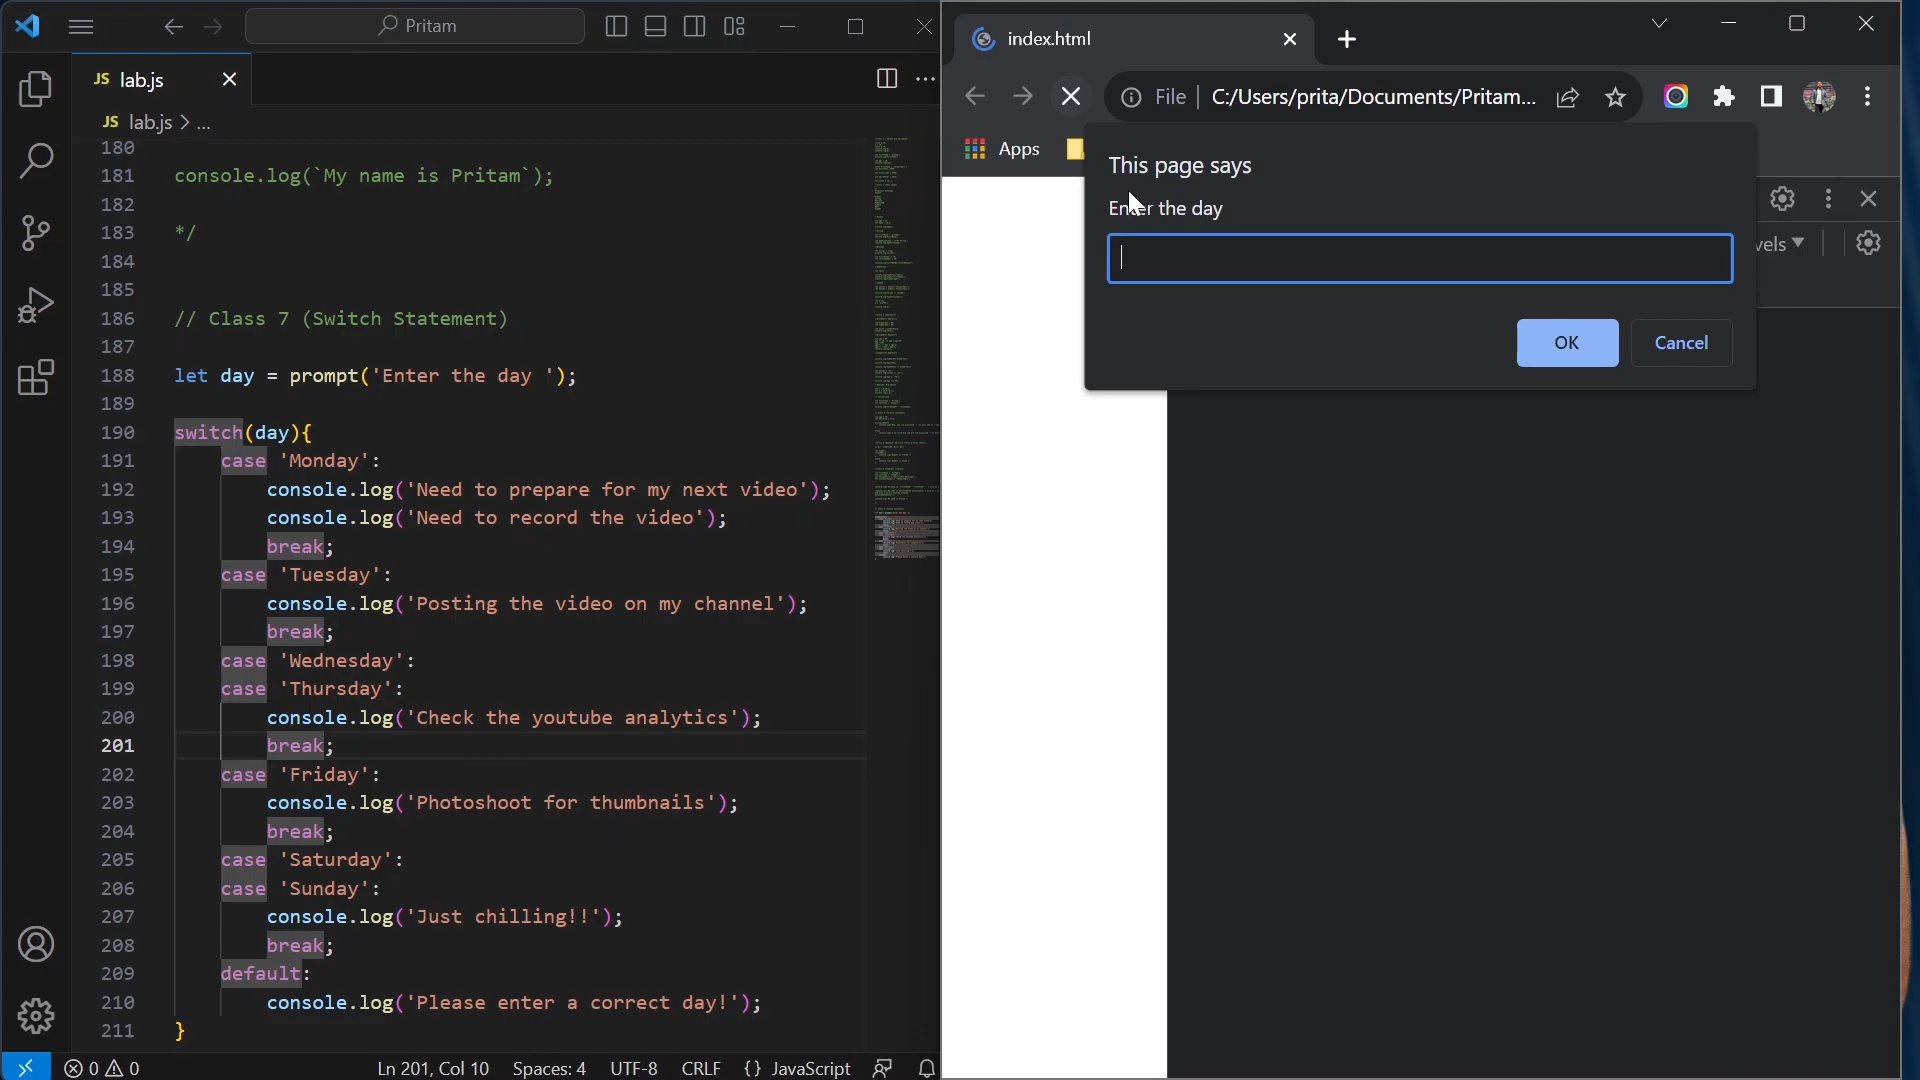 Pritam
JS lab.js
JS lab.js > ...
180
181 console.log(`My name is Pritam`);
182
183 */
184
185
186 // Class 7 (Switch Statement)
187
188 let day = prompt('Enter the day ');
189
190 switch(day){
191 case 'Monday':
192 console.log('Need to prepare for my next video');
193 console.log('Need to record the video');
194 break;
195 case 'Tuesday':
196 console.log('Posting the video on my channel');
197 break;
198 case 'Wednesday':
199 case 'Thursday':
200 console.log('Check the youtube analytics');
201 break;
202 case 'Friday':
203 console.log('Photoshoot for thumbnails');
204 break;
205 case 'Saturday':
206 case 'Sunday':
207 console.log('Just chilling!!');
208 break;
209 default:
210 console.log('Please enter a correct day!');
211 }
0 0 Ln 201, Col 10 Spaces: 4 UTF-8 CRLF {} JavaScript
index.html
File C:/Users/prita/Documents/Pritam...
Apps
This page says
Enter the day
OK Cancel
vels